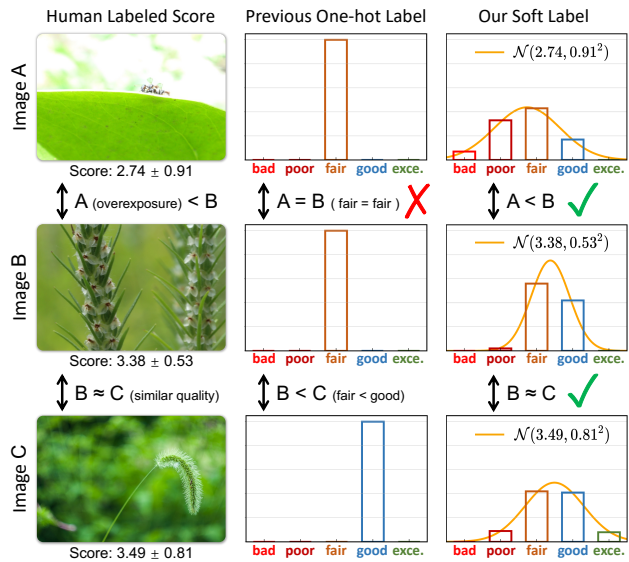 Human Labeled Score
Previous One-hot Label
Our Soft Label
Image A
N(2.74, 0.91²)
bad poor fair good exce.
bad poor fair good exce.
Score: 2.74 ± 0.91
A (overexposure) < B
A = B ( fair = fair )
A < B
Image B
N(3.38, 0.53²)
bad poor fair good exce.
bad poor fair good exce.
Score: 3.38 ± 0.53
B ≈ C (similar quality)
B < C (fair < good)
B ≈ C
Image C
N(3.49, 0.81²)
bad poor fair good exce.
bad poor fair good exce.
Score: 3.49 ± 0.81